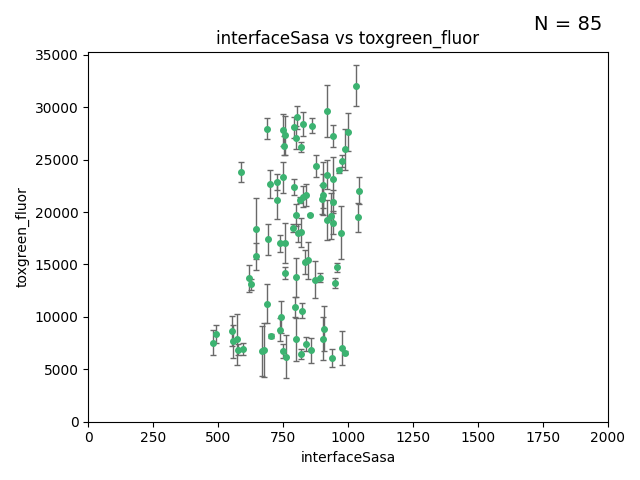 N = 85
interfaceSasa vs toxgreen_fluor
35000
30000
25000
20000
15000
10000
5000
0
toxgreen_fluor
0 250 500 750 1000 1250 1500 1750 2000
interfaceSasa